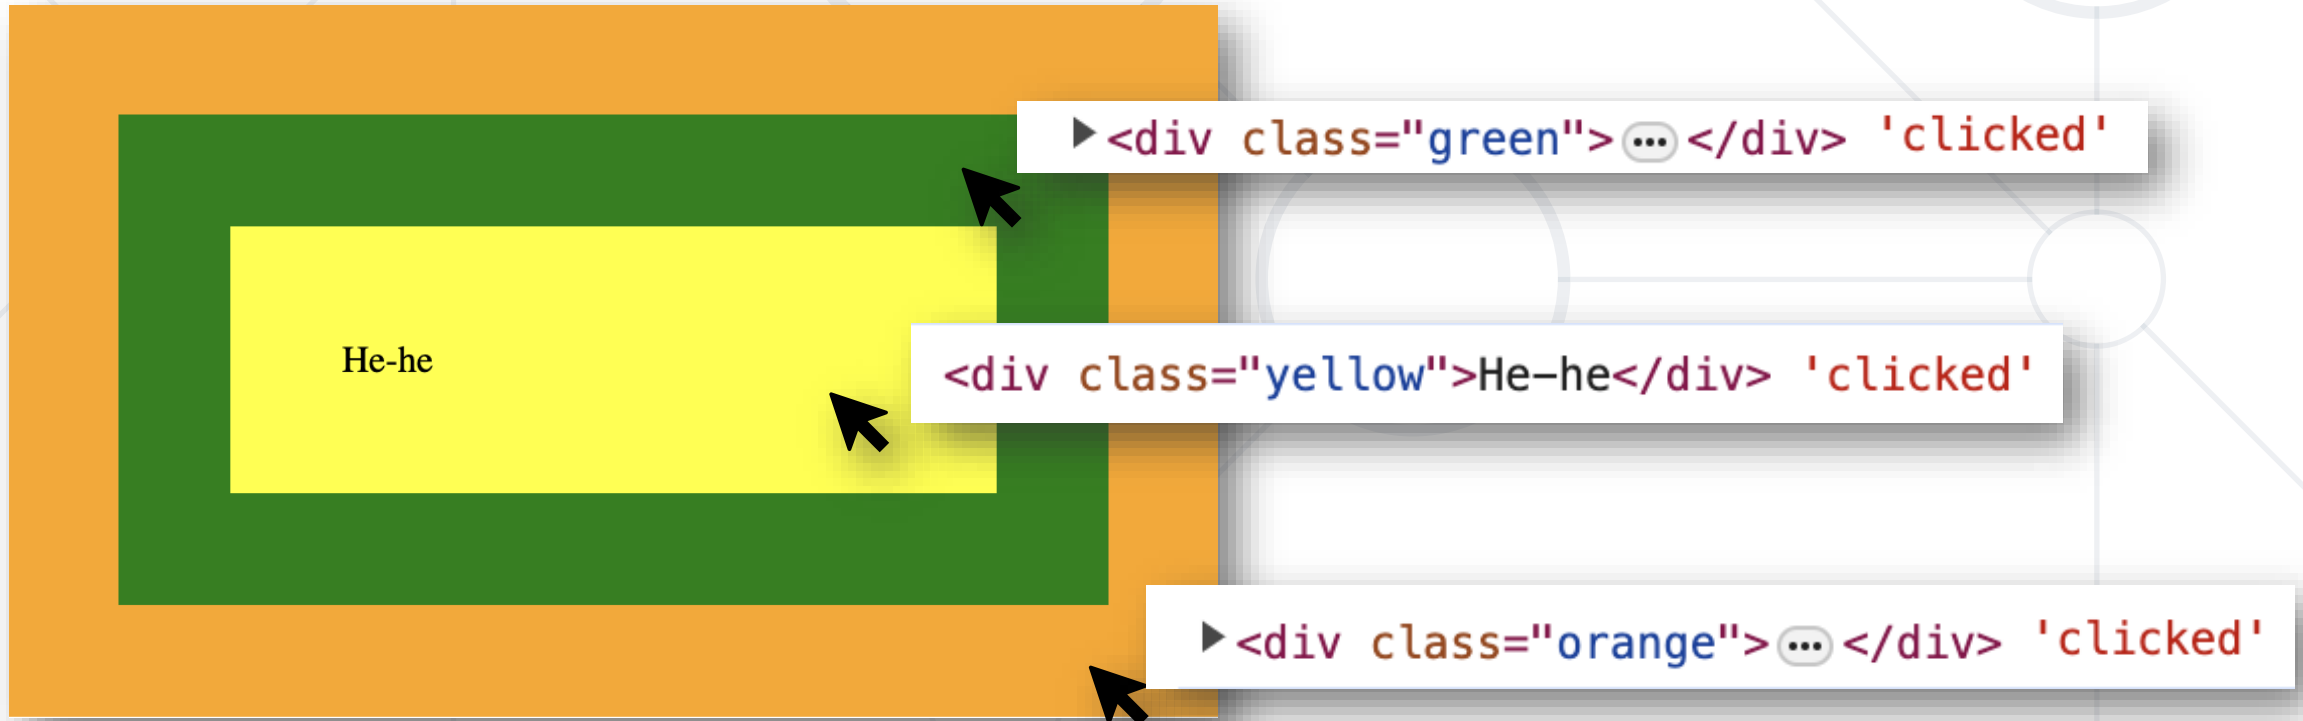 <div class="green">…</div> 'clicked'
He-he
<div class="yellow">He-he</div> 'clicked'
<div class="orange">…</div> 'clicked'